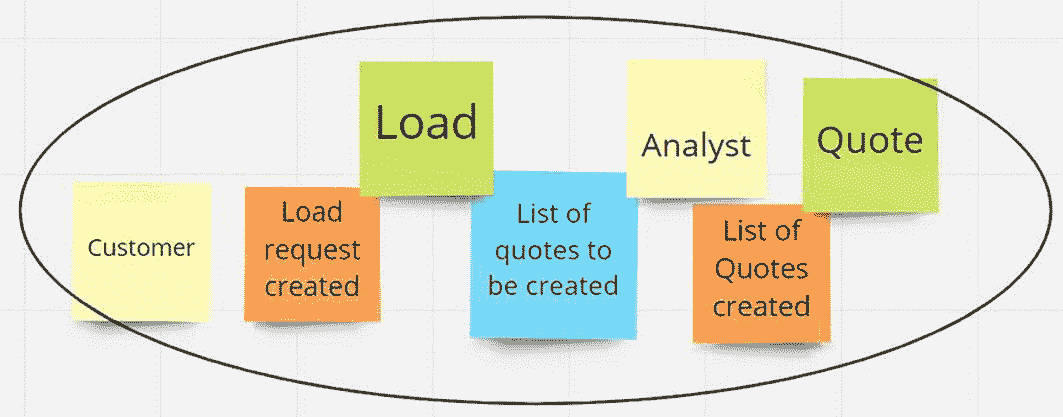 Customer
Load
request
created
Load
List of
quotes to
be created
Analyst
List of
Quotes
created
Quote